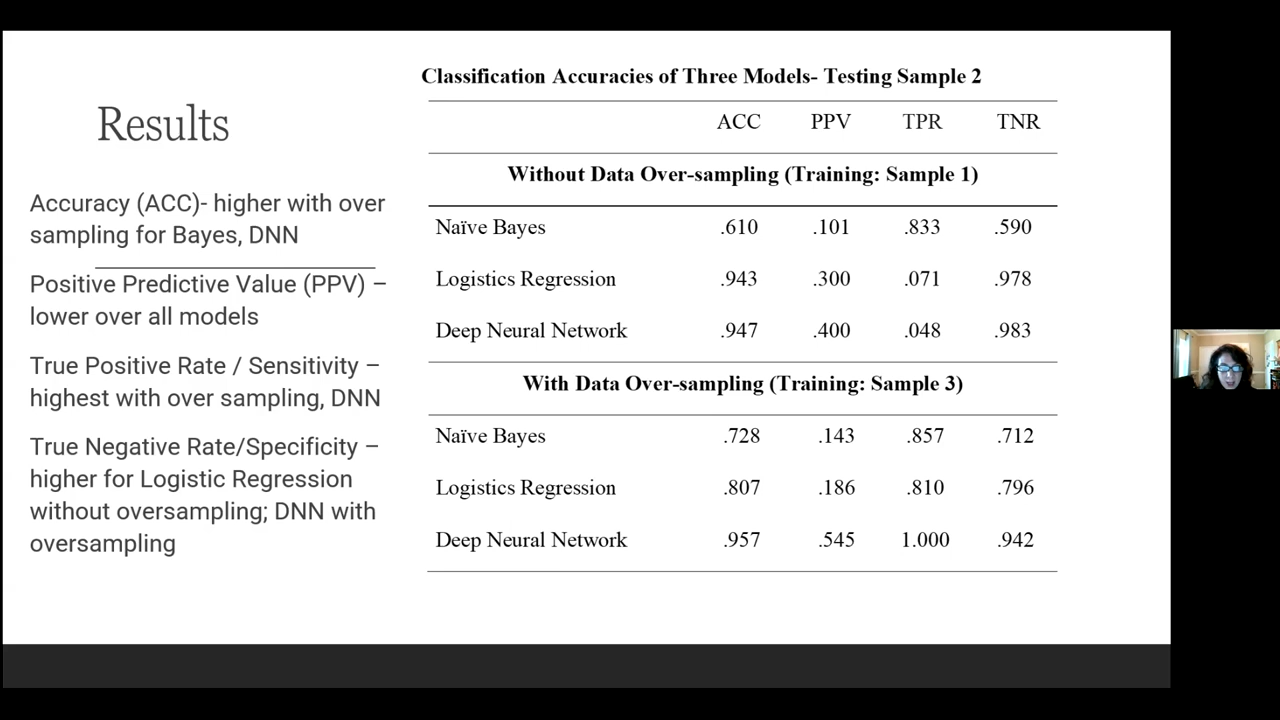 Results
Accuracy (ACC)- higher with over
sampling for Bayes, DNN
Positive Predictive Value (PPV) –
lower over all models
True Positive Rate / Sensitivity –
highest with over sampling, DNN
True Negative Rate/Specificity –
higher for Logistic Regression
without oversampling; DNN with
oversampling
Classification Accuracies of Three Models- Testing Sample 2
ACC PPV TPR TNR
Without Data Over-sampling (Training: Sample 1)
Naïve Bayes .610 .101 .833 .590
Logistics Regression .943 .300 .071 .978
Deep Neural Network .947 .400 .048 .983
With Data Over-sampling (Training: Sample 3)
Naïve Bayes .728 .143 .857 .712
Logistics Regression .807 .186 .810 .796
Deep Neural Network .957 .545 1.000 .942